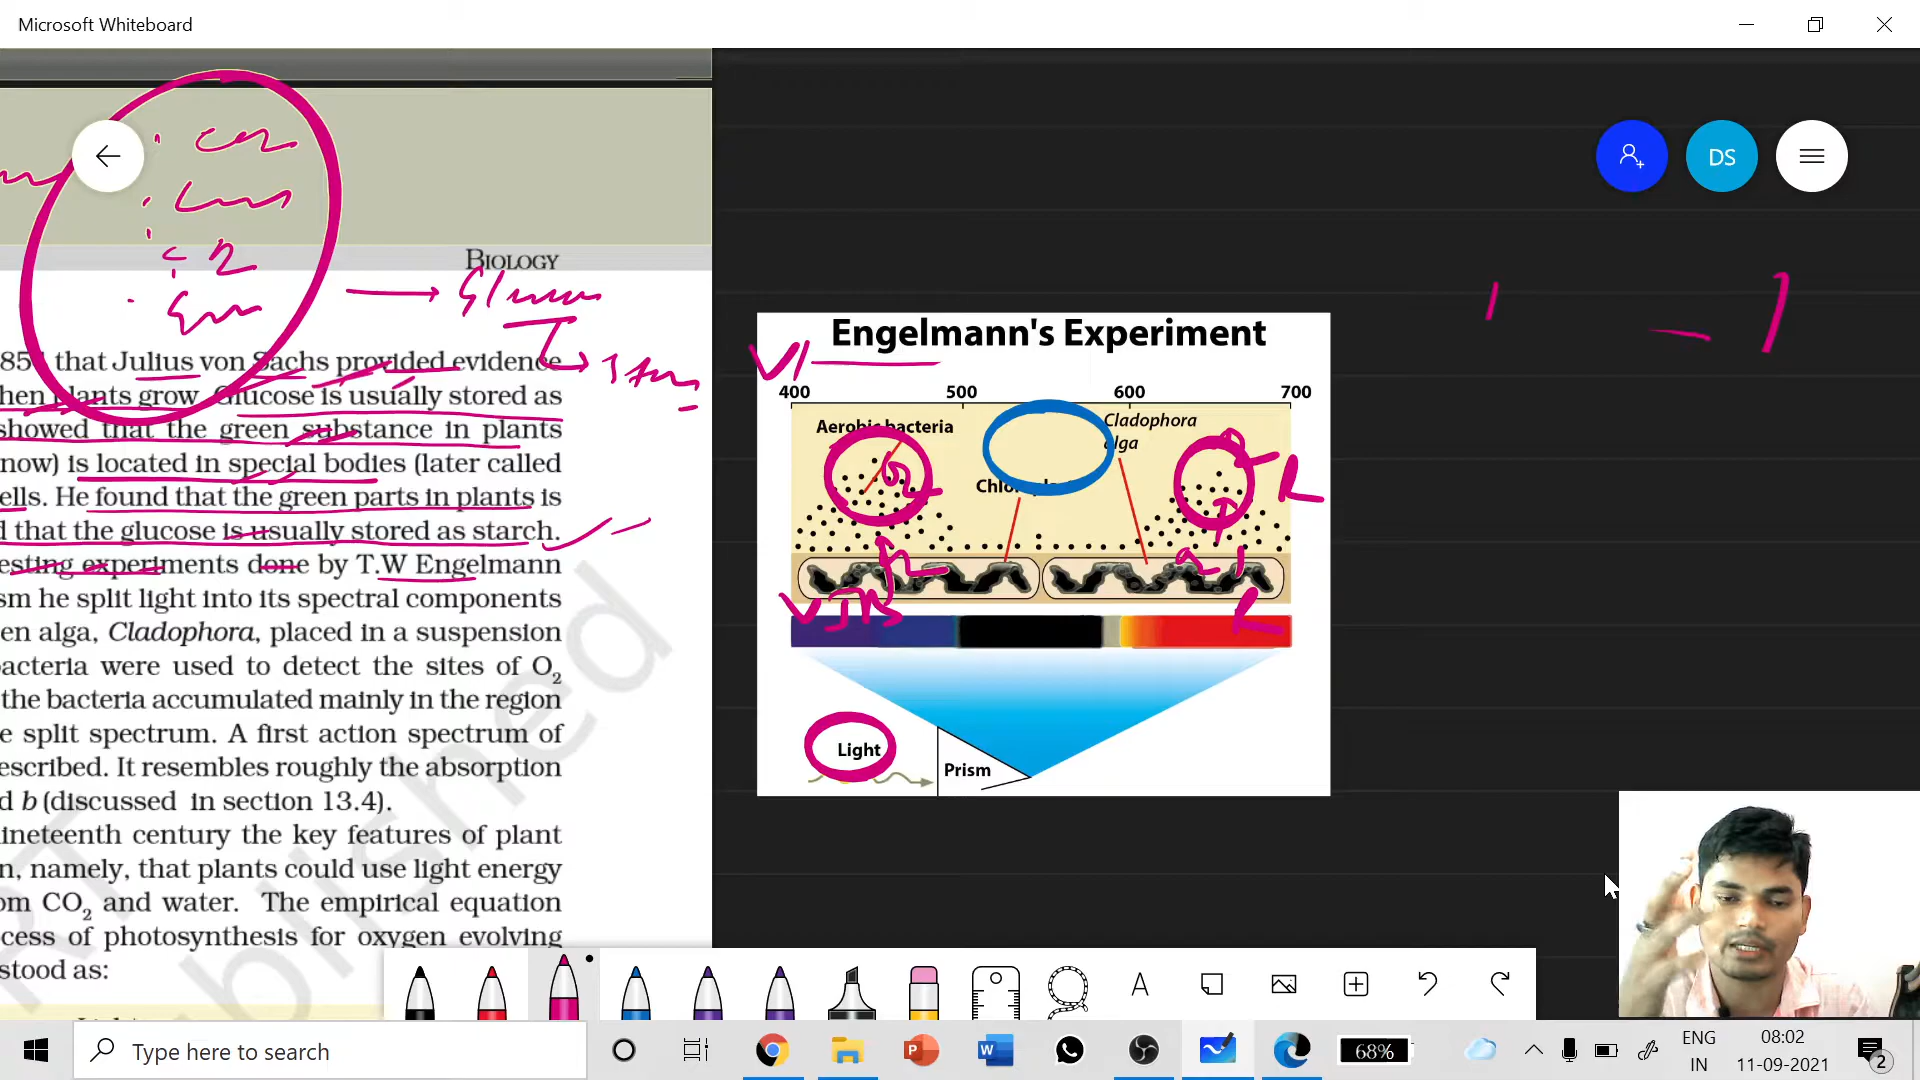 Microsoft Whiteboard
DS
BIOLOGY
that Julius von Sachs provided evidence
plants grow. Glucose is usually stored as
showed that the green substance in plants
now) is located in special bodies (later called
ells. He found that the green parts in plants is
d that the glucose is usually stored as starch.
esting experiments done by T.W Engelmann
sm he split light into its spectral components
en alga, Cladophora, placed in a suspension
bacteria were used to detect the sites of O₂
the bacteria accumulated mainly in the region
e split spectrum. A first action spectrum of
escribed. It resembles roughly the absorption
d b (discussed in section 13.4).
ineteenth century the key features of plant
n, namely, that plants could use light energy
om CO₂ and water. The empirical equation
cess of photosynthesis for oxygen evolving
stood as:
Engelmann's Experiment
400 500 600 700
Aerobic bacteria
Cladophora
alga
Light
Prism
Type here to search
68%
ENG
IN
08:02
11-09-2021
2